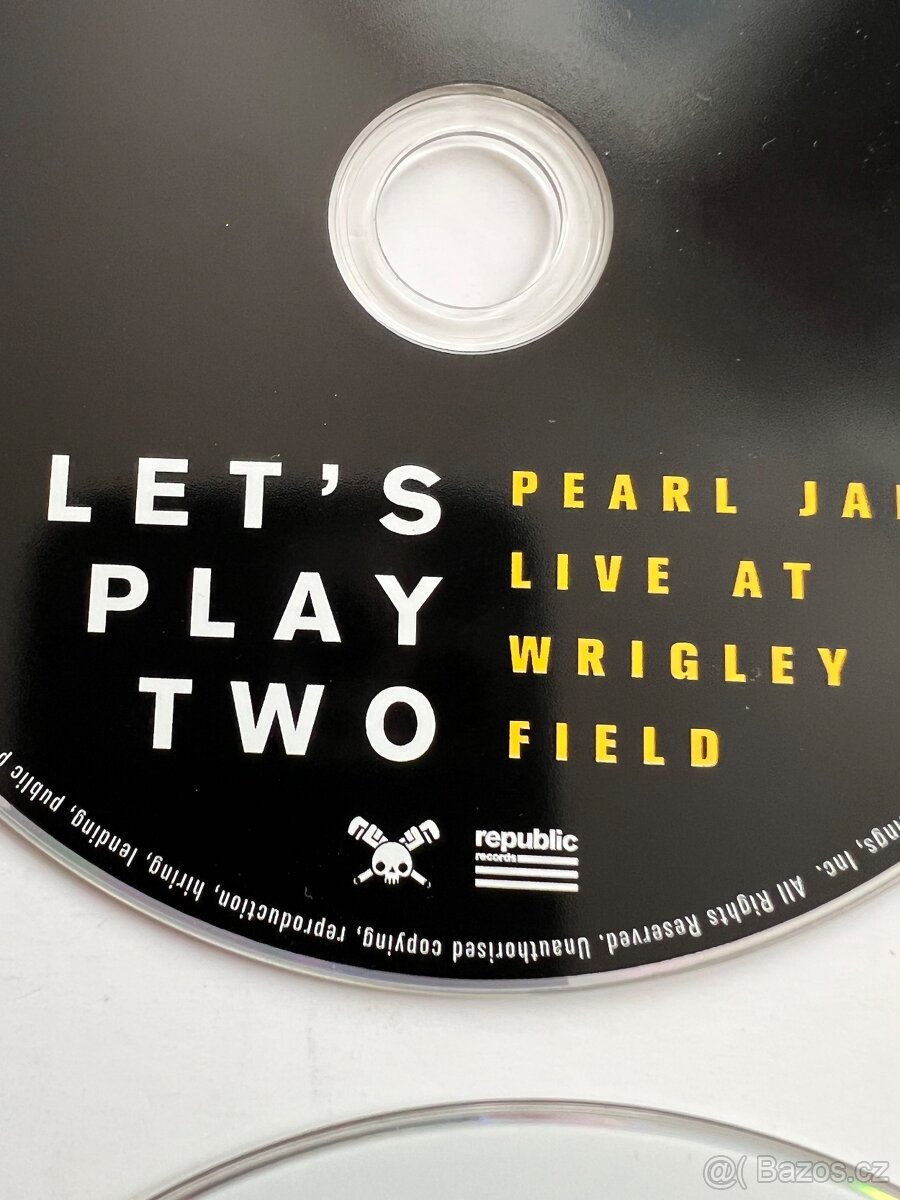 LET'S
PLAY
TWO
PEARL JA
LIVE AT
WRIGLEY
FIELD
republic
records
Inc. All Rights Reserved. Unauthorised copying, reproduction, hiring, lending, public
@( Bazos.cz